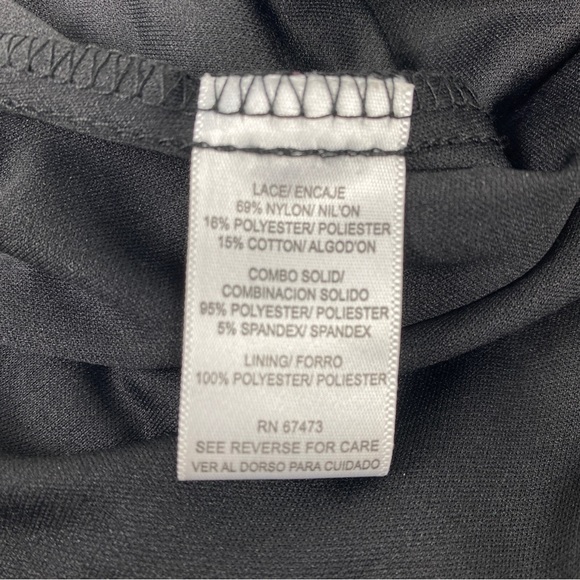 LACE/ ENCAJE
69% NYLON/ NIL'ON
16% POLYESTER/ POLIESTER
15% COTTON/ ALGOD'ON
COMBO SOLID/
COMBINACION SOLIDO
95% POLYESTER/ POLIESTER
5% SPANDEX/ SPANDEX
LINING/ FORRO
100% POLYESTER/ POLIESTER
RN 67473
SEE REVERSE FOR CARE
VER AL DORSO PARA CUIDADO